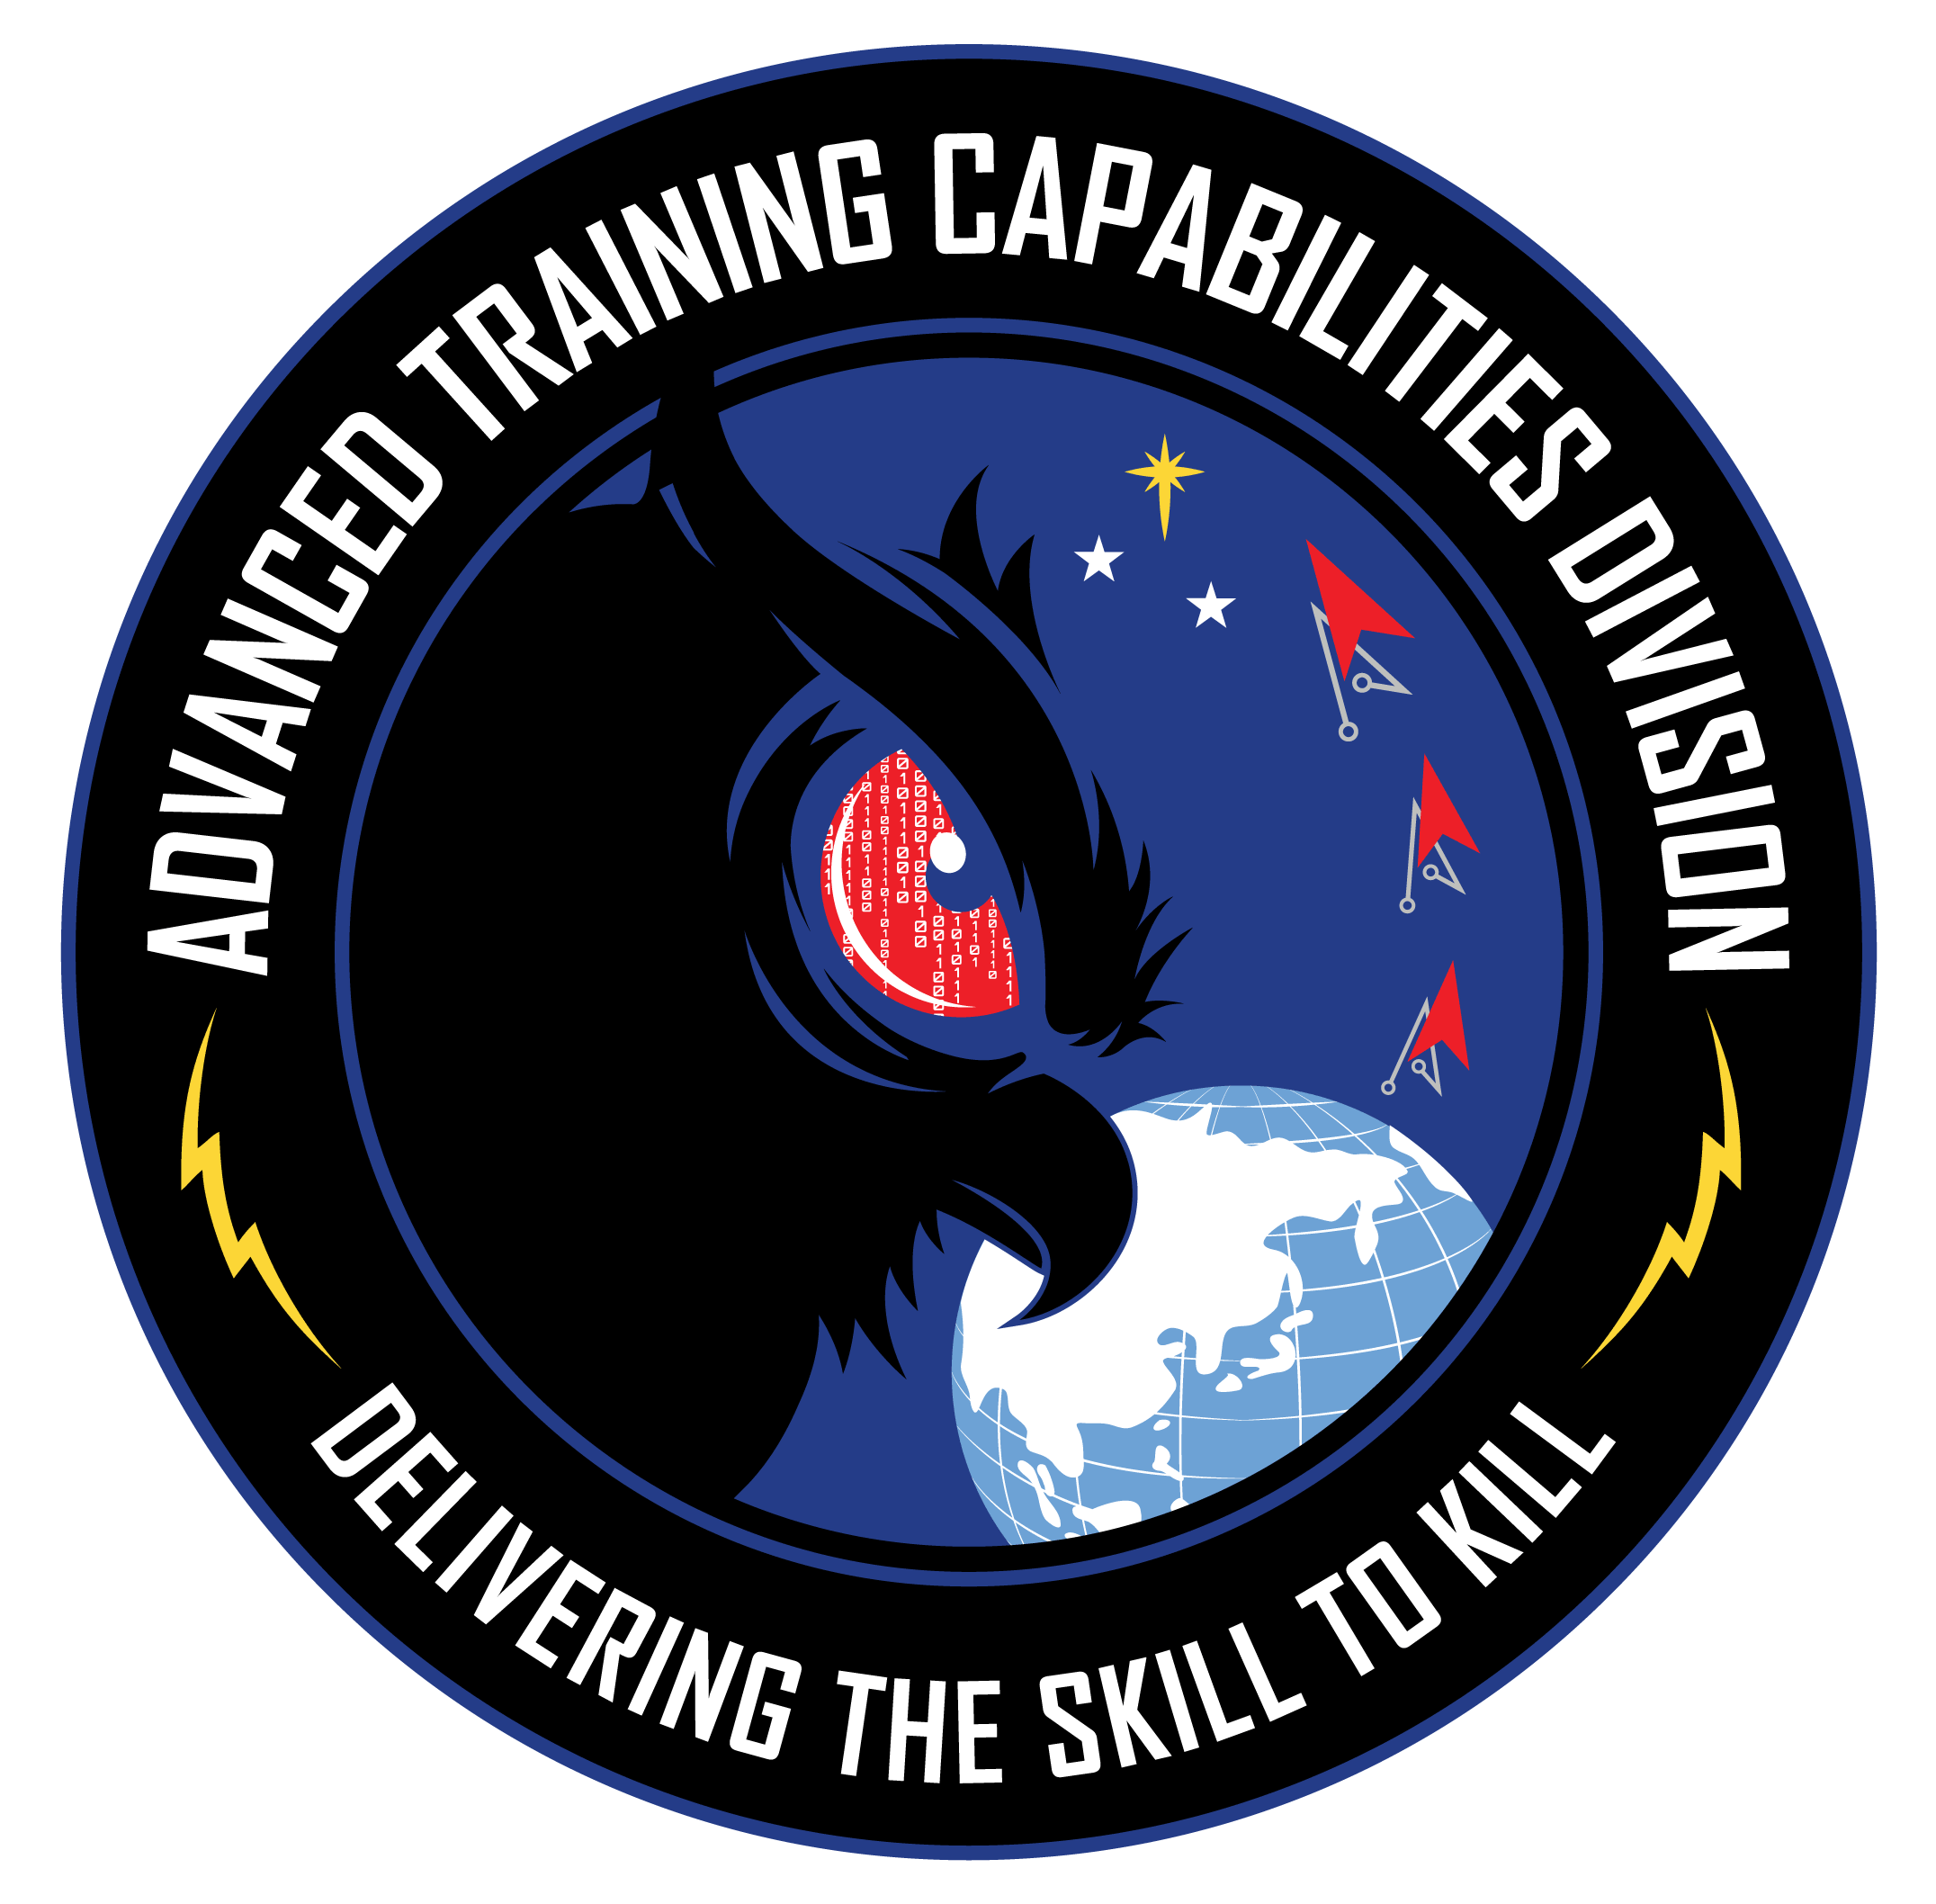 ADVANCED TRAINING CAPABILITIES DIVISION
DELIVERING THE SKILL TO KILL